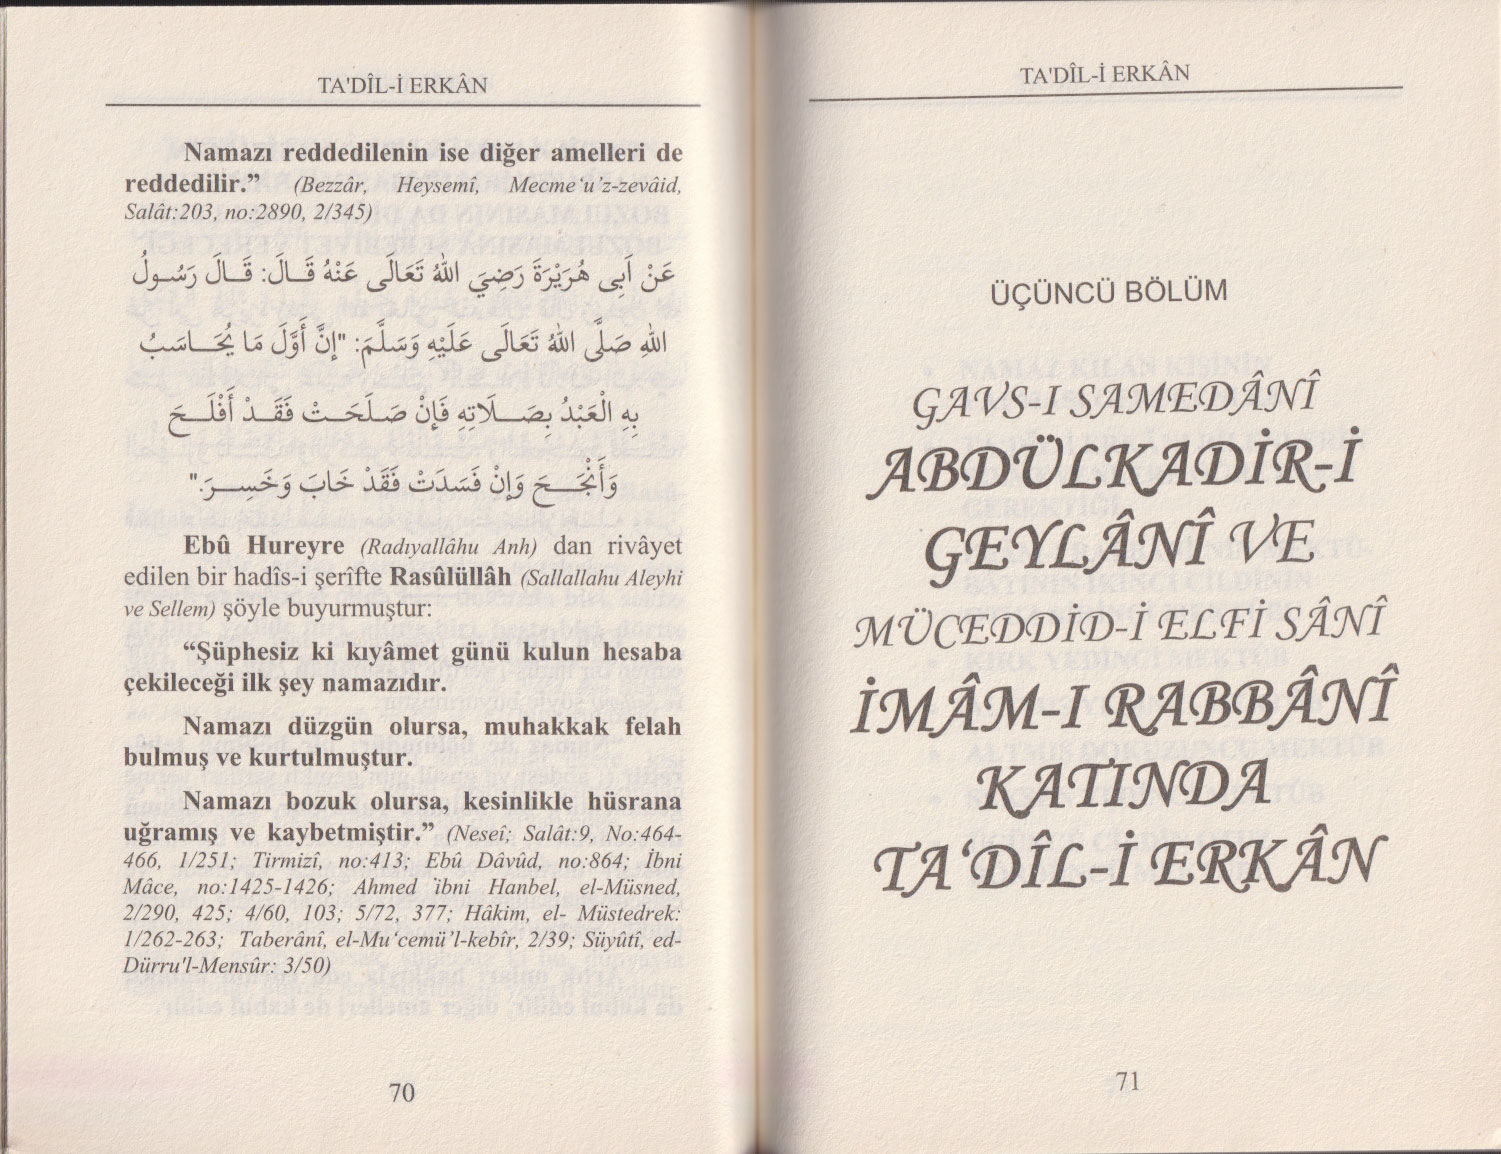 TA'DÎL-İ ERKÂN
Namazı reddedilenin ise diğer amelleri de
reddedilir.” (Bezzâr, Heysemî, Mecme‘u’z-zevâid,
Salât:203, no:2890, 2/345)
عَنْ اَبِى هُرَيْرَةَ رَضِيَ اللهُ تَعَالَى عَنْهُ قَالَ: قَالَ رَسُولُ
اللهِ صَلَّى اللهُ تَعَالَى عَلَيْهِ وَسَلَّمَ: "إنَّ أَوَّلَ مَا يُحَاسَبُ
بِهِ الْعَبْدُ بِصَلَاتِهِ فَإِنْ صَلَحَتْ فَقَدْ أَفْلَحَ
وَأَنْجَحَ وَإِنْ فَسَدَتْ فَقَدْ خَابَ وَخَسِرَ."
Ebû Hureyre (Radıyallâhu Anh) dan rivâyet
edilen bir hadîs-i şerîfte Rasûlüllâh (Sallallahu Aleyhi
ve Sellem) şöyle buyurmuştur:
“Şüphesiz ki kıyâmet günü kulun hesaba
çekileceği ilk şey namazıdır.
Namazı düzgün olursa, muhakkak felah
bulmuş ve kurtulmuştur.
Namazı bozuk olursa, kesinlikle hüsrana
uğramış ve kaybetmiştir.” (Neseî; Salât:9, No:464-
466, 1/251; Tirmizî, no:413; Ebû Dâvûd, no:864; İbni
Mâce, no:1425-1426; Ahmed ibni Hanbel, el-Müsned,
2/290, 425; 4/60, 103; 5/72, 377; Hâkim, el- Müstedrek:
1/262-263; Taberânî, el-Mu‘cemü’l-kebîr, 2/39; Süyûtî, ed-
Dürru'l-Mensûr: 3/50)
70
TA'DÎL-İ ERKÂN
ÜÇÜNCÜ BÖLÜM
GAVS-I SAMEDÂNÎ
ABDÜLKADİR-İ
GEYLÂNÎ VE
MÜCEDDİD-İ ELFİ SÂNÎ
İMÂM-I RABBÂNÎ
KATINDA
TA‘DÎL-İ ERKÂN
71